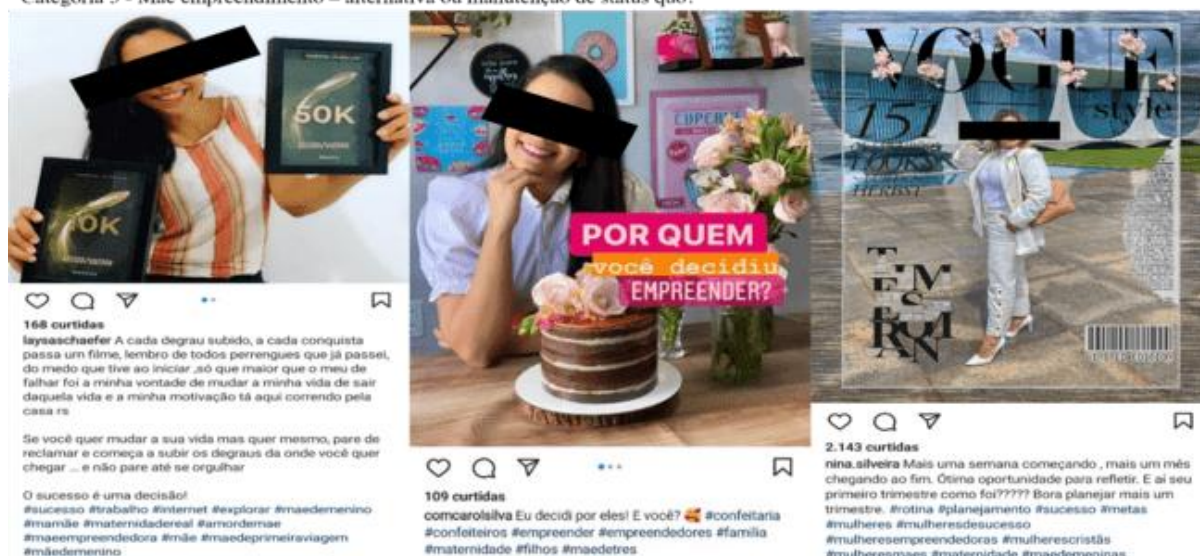 Categoria 3 - Mãe empreendimento – alternativa ou manutenção de status quo?
50K
POR QUEM
você decidiu
EMPREENDER?
VOGUE
style
151
168 curtidas
laysaschaefer A cada degrau subido, a cada conquista
passa um filme, lembro de todos perrengues que já passei,
do medo que tive ao iniciar ,só que maior que o meu de
falhar foi a minha vontade de mudar a minha vida de sair
daquela vida e a minha motivação tá aqui correndo pela
casa rs
Se você quer mudar a sua vida mas quer mesmo, pare de
reclamar e começa a subir os degraus da onde você quer
chegar ... e não pare até se orgulhar
O sucesso é uma decisão!
#sucesso #trabalho #internet #explorar #maedemenino
#mamãe #maternidadereal #amordemae
#maeempreendedora #mãe #maedeprimeiraviagem
#mãedemenino
109 curtidas
comcarolsilva Eu decidi por eles! E você? 🥰 #confeitaria
#confeiteiros #empreender #empreendedores #familia
#maternidade #filhos #maedetres
2.143 curtidas
nina.silveira Mais uma semana começando , mais um mês
chegando ao fim. Ótima oportunidade para refletir. E ai seu
primeiro trimestre como foi????? Bora planejar mais um
trimestre. #rotina #planejamento #sucesso #metas
#mulheres #mulheresdesucesso
#mulheresempreendedoras #mulherescristãs
#mulheresmaes #maternidade #maedemeninas